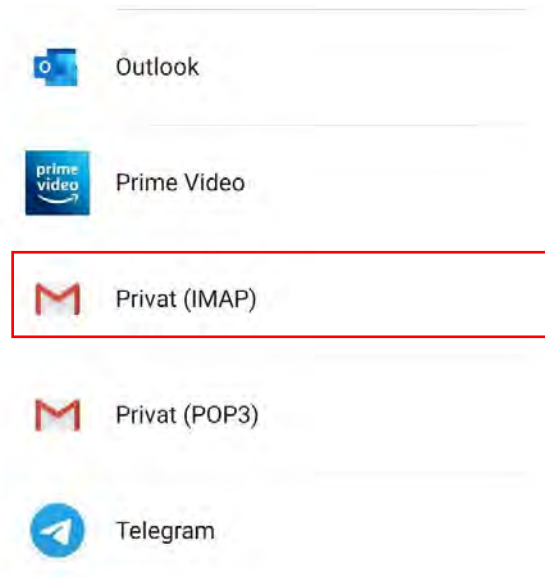 Outlook
prime
video
Prime Video
Privat (IMAP)
Privat (POP3)
Telegram